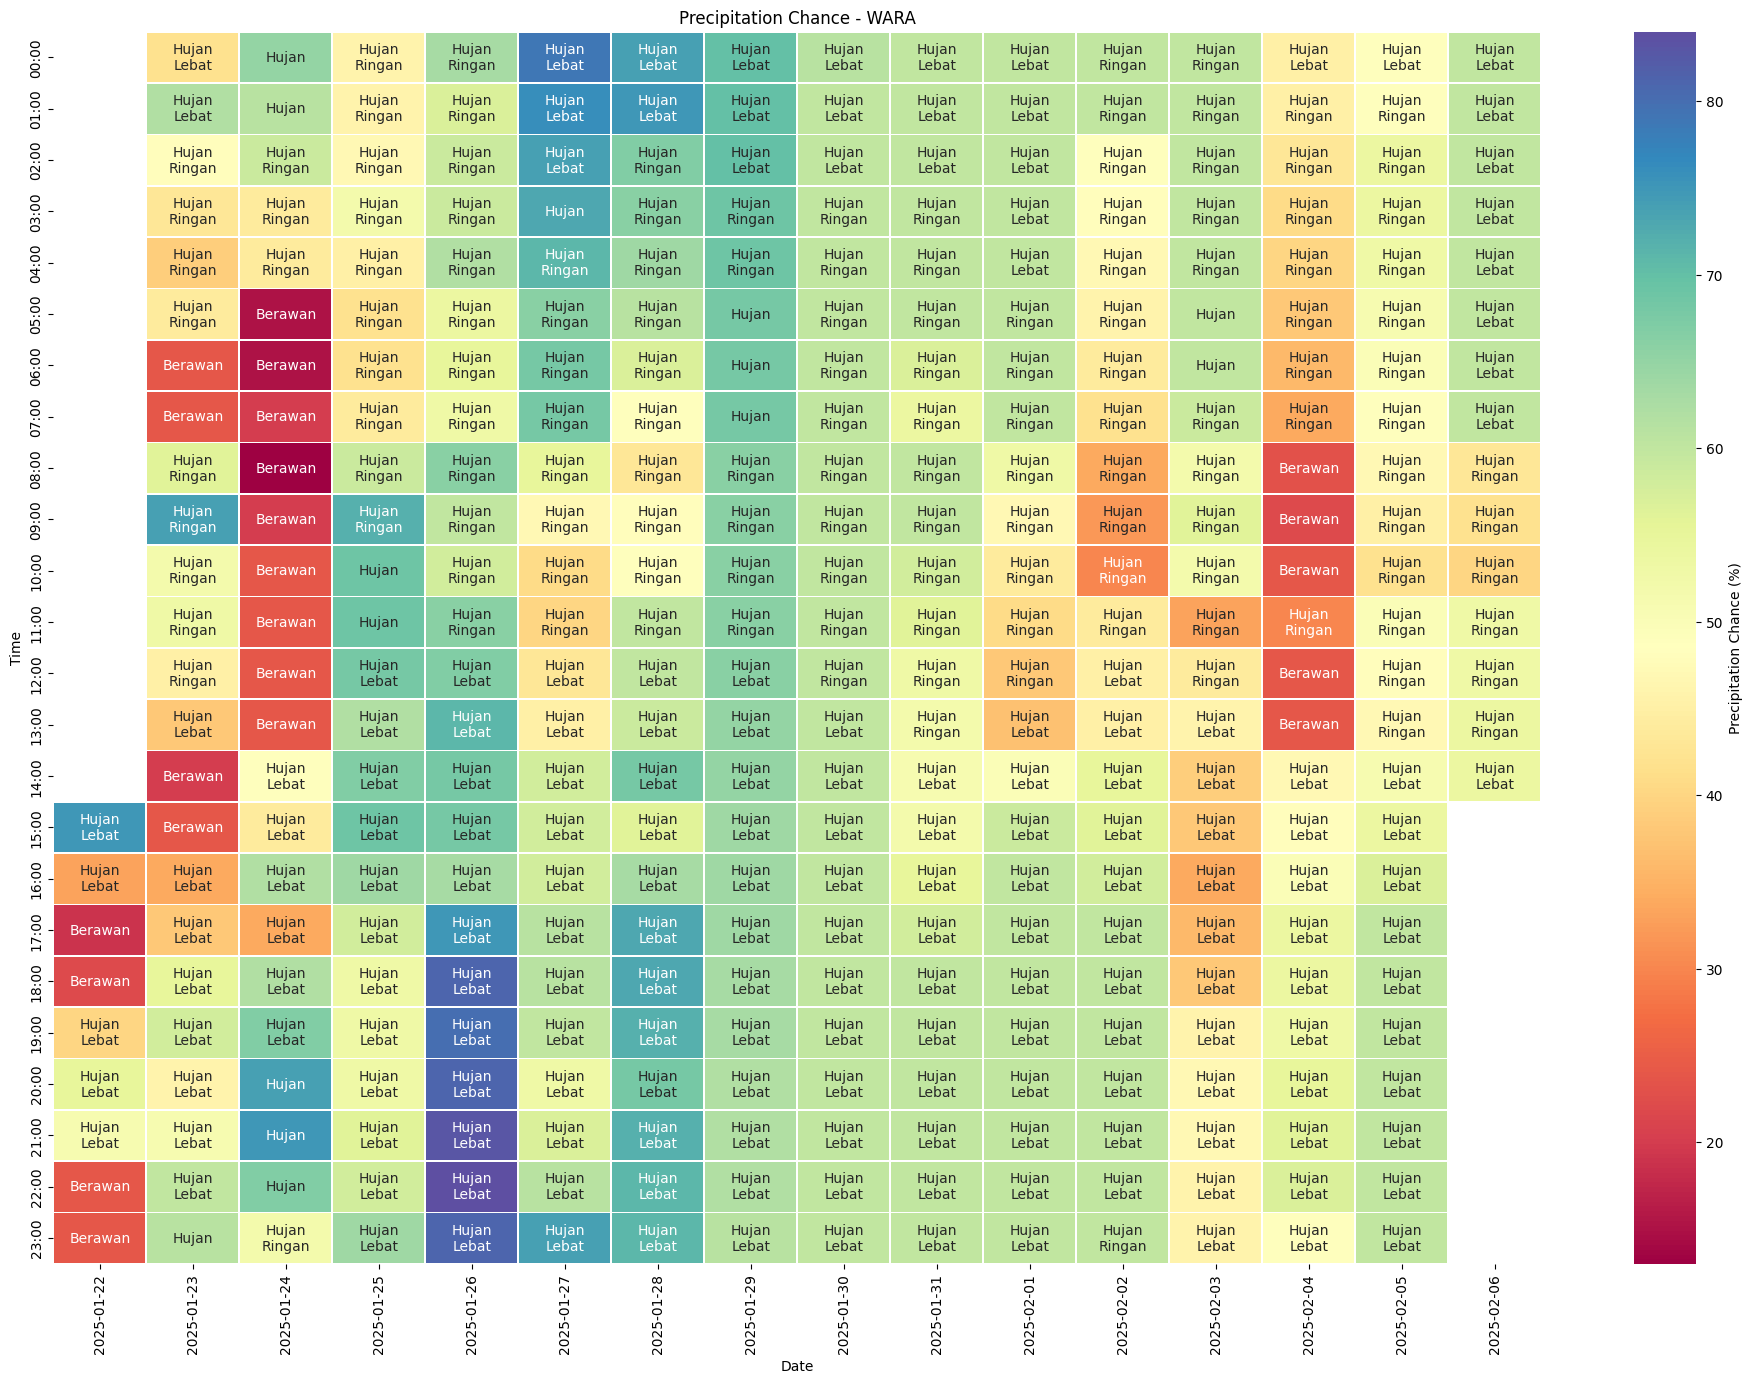 Precipitation Chance - WARA
00:00 Hujan Lebat Hujan Hujan Ringan Hujan Ringan Hujan Lebat Hujan Lebat Hujan Lebat Hujan Lebat Hujan Lebat Hujan Lebat Hujan Ringan Hujan Ringan Hujan Lebat Hujan Lebat Hujan Lebat
01:00 Hujan Lebat Hujan Hujan Ringan Hujan Ringan Hujan Lebat Hujan Lebat Hujan Lebat Hujan Lebat Hujan Lebat Hujan Lebat Hujan Ringan Hujan Ringan Hujan Ringan Hujan Ringan Hujan Lebat
02:00 Hujan Ringan Hujan Ringan Hujan Ringan Hujan Ringan Hujan Lebat Hujan Ringan Hujan Lebat Hujan Lebat Hujan Lebat Hujan Lebat Hujan Ringan Hujan Ringan Hujan Ringan Hujan Ringan Hujan Lebat
03:00 Hujan Ringan Hujan Ringan Hujan Ringan Hujan Ringan Hujan Hujan Ringan Hujan Ringan Hujan Ringan Hujan Ringan Hujan Lebat Hujan Ringan Hujan Ringan Hujan Ringan Hujan Ringan Hujan Lebat
04:00 Hujan Ringan Hujan Ringan Hujan Ringan Hujan Ringan Hujan Ringan Hujan Ringan Hujan Ringan Hujan Ringan Hujan Ringan Hujan Lebat Hujan Ringan Hujan Ringan Hujan Ringan Hujan Ringan Hujan Lebat
05:00 Hujan Ringan Berawan Hujan Ringan Hujan Ringan Hujan Ringan Hujan Ringan Hujan Hujan Ringan Hujan Ringan Hujan Ringan Hujan Ringan Hujan Hujan Ringan Hujan Ringan Hujan Lebat
06:00 Berawan Berawan Hujan Ringan Hujan Ringan Hujan Ringan Hujan Ringan Hujan Hujan Ringan Hujan Ringan Hujan Ringan Hujan Ringan Hujan Hujan Ringan Hujan Ringan Hujan Lebat
07:00 Berawan Berawan Hujan Ringan Hujan Ringan Hujan Ringan Hujan Ringan Hujan Hujan Ringan Hujan Ringan Hujan Ringan Hujan Ringan Hujan Ringan Hujan Ringan Hujan Ringan Hujan Lebat
08:00 Hujan Ringan Berawan Hujan Ringan Hujan Ringan Hujan Ringan Hujan Ringan Hujan Ringan Hujan Ringan Hujan Ringan Hujan Ringan Hujan Ringan Hujan Ringan Berawan Hujan Ringan Hujan Ringan
09:00 Hujan Ringan Berawan Hujan Ringan Hujan Ringan Hujan Ringan Hujan Ringan Hujan Ringan Hujan Ringan Hujan Ringan Hujan Ringan Hujan Ringan Hujan Ringan Berawan Hujan Ringan Hujan Ringan
10:00 Hujan Ringan Berawan Hujan Hujan Ringan Hujan Ringan Hujan Ringan Hujan Ringan Hujan Ringan Hujan Ringan Hujan Ringan Hujan Ringan Hujan Ringan Berawan Hujan Ringan Hujan Ringan
11:00 Hujan Ringan Berawan Hujan Hujan Ringan Hujan Ringan Hujan Ringan Hujan Ringan Hujan Ringan Hujan Ringan Hujan Ringan Hujan Ringan Hujan Ringan Hujan Ringan Hujan Ringan Hujan Ringan
12:00 Hujan Ringan Berawan Hujan Lebat Hujan Lebat Hujan Lebat Hujan Lebat Hujan Lebat Hujan Ringan Hujan Ringan Hujan Ringan Hujan Lebat Hujan Ringan Berawan Hujan Ringan Hujan Ringan
13:00 Hujan Lebat Berawan Hujan Lebat Hujan Lebat Hujan Lebat Hujan Lebat Hujan Lebat Hujan Lebat Hujan Ringan Hujan Lebat Hujan Lebat Hujan Lebat Berawan Hujan Ringan Hujan Ringan
14:00 Berawan Hujan Lebat Hujan Lebat Hujan Lebat Hujan Lebat Hujan Lebat Hujan Lebat Hujan Lebat Hujan Lebat Hujan Lebat Hujan Lebat Hujan Lebat Hujan Lebat Hujan Lebat Hujan Lebat
15:00 Hujan Lebat Berawan Hujan Lebat Hujan Lebat Hujan Lebat Hujan Lebat Hujan Lebat Hujan Lebat Hujan Lebat Hujan Lebat Hujan Lebat Hujan Lebat Hujan Lebat Hujan Lebat Hujan Lebat
16:00 Hujan Lebat Hujan Lebat Hujan Lebat Hujan Lebat Hujan Lebat Hujan Lebat Hujan Lebat Hujan Lebat Hujan Lebat Hujan Lebat Hujan Lebat Hujan Lebat Hujan Lebat Hujan Lebat Hujan Lebat
17:00 Berawan Hujan Lebat Hujan Lebat Hujan Lebat Hujan Lebat Hujan Lebat Hujan Lebat Hujan Lebat Hujan Lebat Hujan Lebat Hujan Lebat Hujan Lebat Hujan Lebat Hujan Lebat Hujan Lebat
18:00 Berawan Hujan Lebat Hujan Lebat Hujan Lebat Hujan Lebat Hujan Lebat Hujan Lebat Hujan Lebat Hujan Lebat Hujan Lebat Hujan Lebat Hujan Lebat Hujan Lebat Hujan Lebat Hujan Lebat
19:00 Hujan Lebat Hujan Lebat Hujan Lebat Hujan Lebat Hujan Lebat Hujan Lebat Hujan Lebat Hujan Lebat Hujan Lebat Hujan Lebat Hujan Lebat Hujan Lebat Hujan Lebat Hujan Lebat Hujan Lebat
20:00 Hujan Lebat Hujan Lebat Hujan Hujan Lebat Hujan Lebat Hujan Lebat Hujan Lebat Hujan Lebat Hujan Lebat Hujan Lebat Hujan Lebat Hujan Lebat Hujan Lebat Hujan Lebat Hujan Lebat
21:00 Hujan Lebat Hujan Lebat Hujan Hujan Lebat Hujan Lebat Hujan Lebat Hujan Lebat Hujan Lebat Hujan Lebat Hujan Lebat Hujan Lebat Hujan Lebat Hujan Lebat Hujan Lebat Hujan Lebat
22:00 Berawan Hujan Lebat Hujan Hujan Lebat Hujan Lebat Hujan Lebat Hujan Lebat Hujan Lebat Hujan Lebat Hujan Lebat Hujan Lebat Hujan Lebat Hujan Lebat Hujan Lebat Hujan Lebat
23:00 Berawan Hujan Hujan Ringan Hujan Lebat Hujan Lebat Hujan Lebat Hujan Lebat Hujan Lebat Hujan Lebat Hujan Lebat Hujan Lebat Hujan Ringan Hujan Lebat Hujan Lebat Hujan Lebat
Time
2025-01-22 2025-01-23 2025-01-24 2025-01-25 2025-01-26 2025-01-27 2025-01-28 2025-01-29 2025-01-30 2025-01-31 2025-02-01 2025-02-02 2025-02-03 2025-02-04 2025-02-05 2025-02-06
Date
80
70
60
50
40
30
20
Precipitation Chance (%)